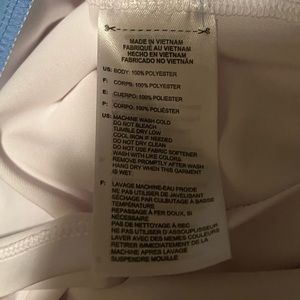 MADE IN VIETNAM
FABRIQUÉ AU VIETNAM
HECHO EN VIETNAM
FABRICADO NO VIETNÃ
US: BODY: 100% POLYESTER
F: CORPS: 100% POLYESTER
E: CUERPO: 100% POLIÉSTER
P: CORPO: 100% POLIÉSTER
US: MACHINE WASH COLD
DO NOT BLEACH
TUMBLE DRY LOW
COOL IRON IF NEEDED
DO NOT DRY CLEAN
DO NOT USE FABRIC SOFTENER
WASH WITH LIKE COLORS
REMOVE PROMPTLY AFTER WASH
IS WET WHEN THIS GARMENT
F: LAVAGE MACHINE-EAU FROIDE
NE PAS UTILISER DE JAVELISANT
SÉCHAGE PAR CULBUTAGE À BASSE
TEMPÉRATURE
REPASSAGE À FER DOUX, SI
NÉCESSAIRE
PAS DE NETTOYAGE À SEC
NE PAS UTILISER D'ASSOUPLISSEUR
LAVER AVEC DES MÊMES COULEURS
RETIRER IMMÉDIATEMENT DE LA
MACHINE APRÈS LAVAGE
SUSPENDRE MOUILLÉ